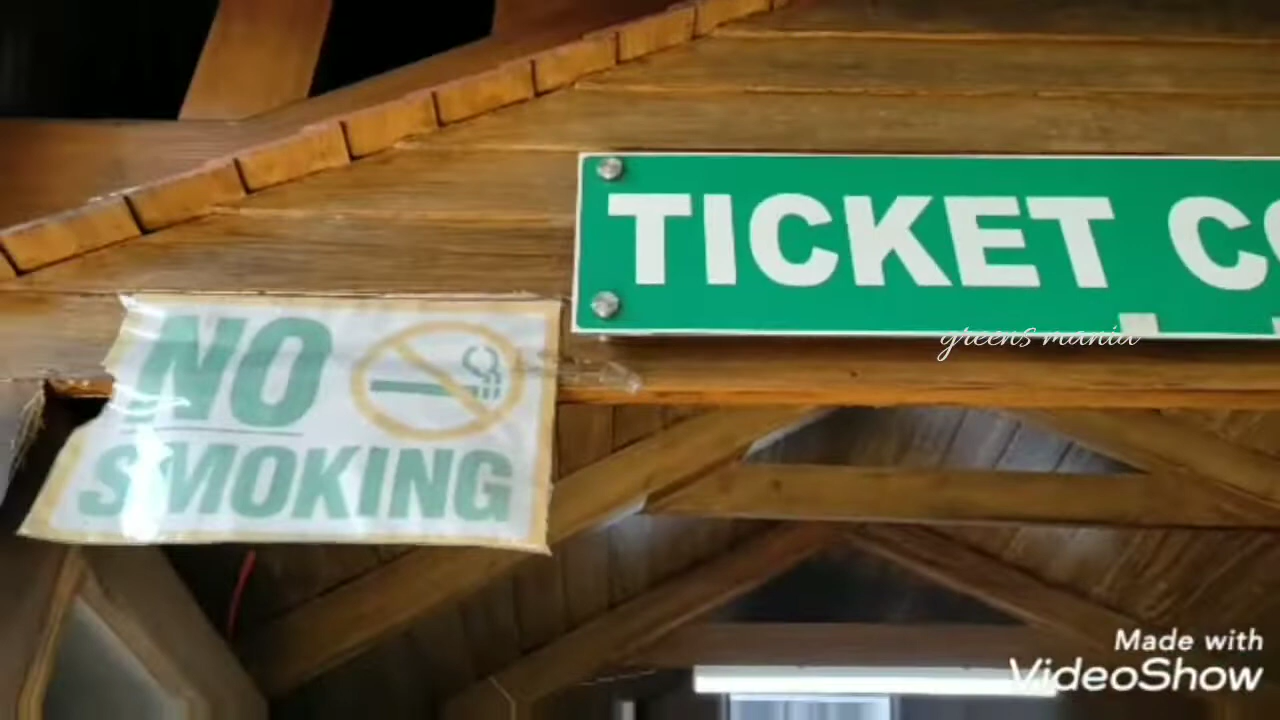 TICKET C
NO
SMOKING
greens mania
Made with
VideoShow